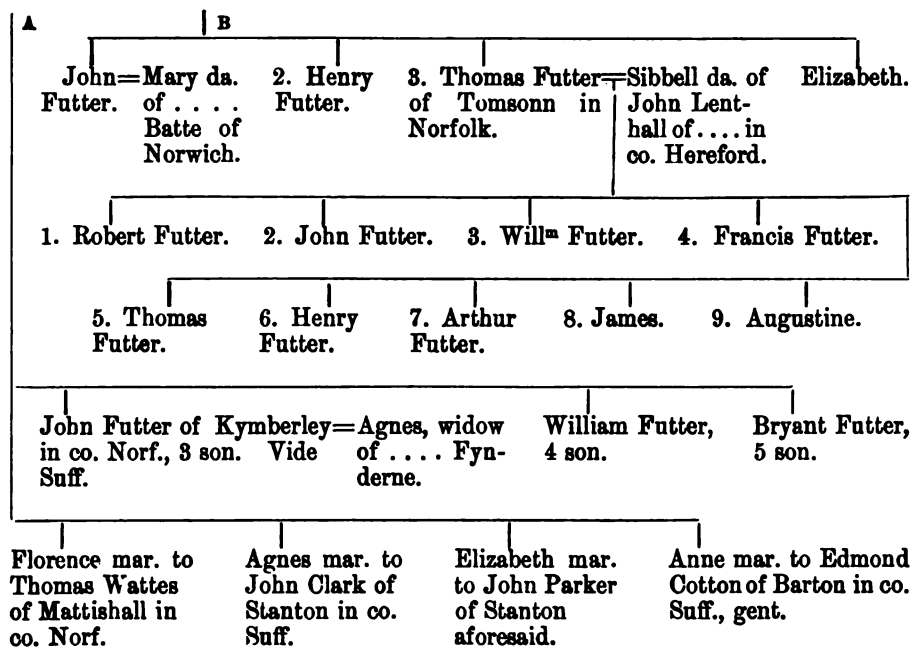 A
B
John=Mary da. 2. Henry 3. Thomas Futter=Sibbell da. of Elizabeth.
Futter. of . . . . Futter. of Tomsonn in John Lent-
Batte of Norfolk. hall of . . . . in
Norwich. co. Hereford.
1. Robert Futter. 2. John Futter. 3. Willᵐ Futter. 4. Francis Futter.
5. Thomas 6. Henry 7. Arthur 8. James. 9. Augustine.
Futter. Futter. Futter.
John Futter of Kymberley=Agnes, widow William Futter, Bryant Futter,
in co. Norf., 3 son. Vide of . . . . Fyn- 4 son. 5 son.
Suff. derne.
Florence mar. to Agnes mar. to Elizabeth mar. Anne mar. to Edmond
Thomas Wattes John Clark of to John Parker Cotton of Barton in co.
of Mattishall in Stanton in co. of Stanton Suff., gent.
co. Norf. Suff. aforesaid.